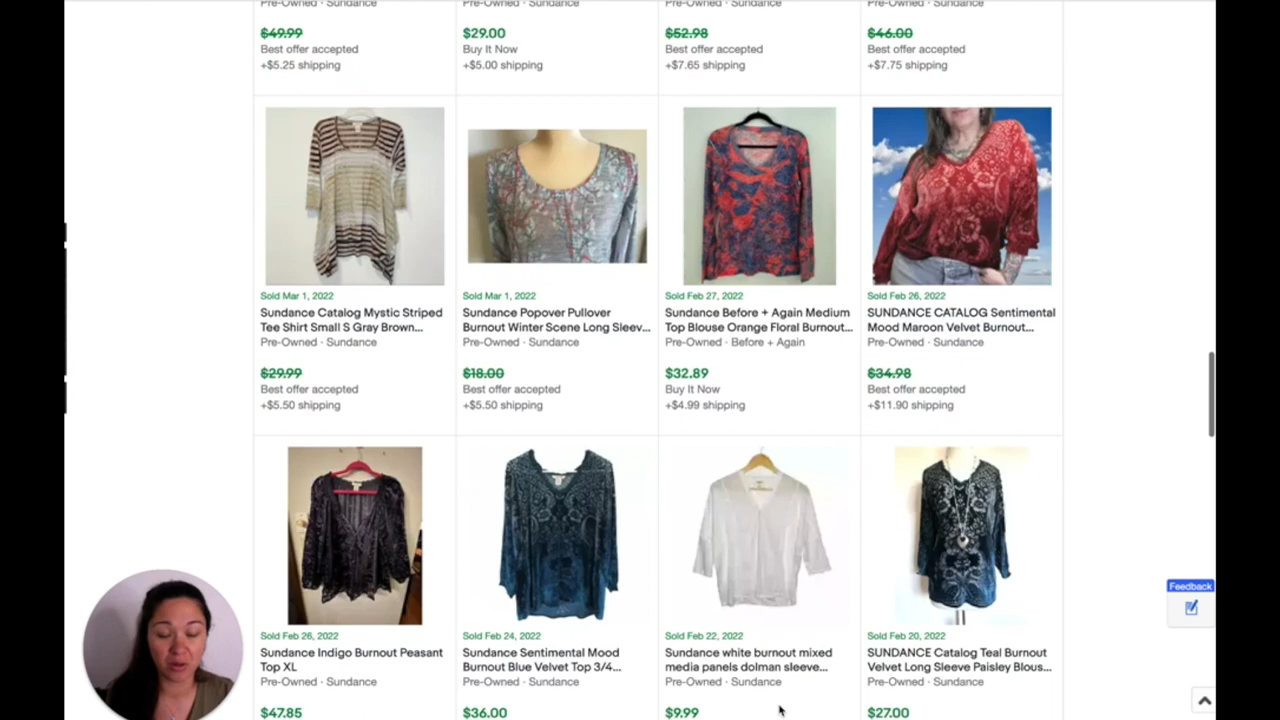 Pre-Owned · Sundance
Pre-Owned · Sundance
Pre-Owned · Sundance
Pre-Owned · Sundance
$49.99
Best offer accepted
+$5.25 shipping
$29.00
Buy It Now
+$5.00 shipping
$52.98
Best offer accepted
+$7.65 shipping
$46.00
Best offer accepted
+$7.75 shipping
Sold Mar 1, 2022
Sundance Catalog Mystic Striped
Tee Shirt Small S Gray Brown...
Pre-Owned · Sundance
$29.99
Best offer accepted
+$5.50 shipping
Sold Mar 1, 2022
Sundance Popover Pullover
Burnout Winter Scene Long Sleev...
Pre-Owned · Sundance
$18.00
Best offer accepted
+$5.50 shipping
Sold Feb 27, 2022
Sundance Before + Again Medium
Top Blouse Orange Floral Burnout...
Pre-Owned · Before + Again
$32.89
Buy It Now
+$4.99 shipping
Sold Feb 26, 2022
SUNDANCE CATALOG Sentimental
Mood Maroon Velvet Burnout...
Pre-Owned · Sundance
$34.98
Best offer accepted
+$11.90 shipping
Sold Feb 26, 2022
Sundance Indigo Burnout Peasant
Top XL
Pre-Owned · Sundance
$47.85
Sold Feb 24, 2022
Sundance Sentimental Mood
Burnout Blue Velvet Top 3/4...
Pre-Owned · Sundance
$36.00
Sold Feb 22, 2022
Sundance white burnout mixed
media panels dolman sleeve...
Pre-Owned · Sundance
$9.99
Sold Feb 20, 2022
SUNDANCE Catalog Teal Burnout
Velvet Long Sleeve Paisley Blous...
Pre-Owned · Sundance
$27.00
Feedback